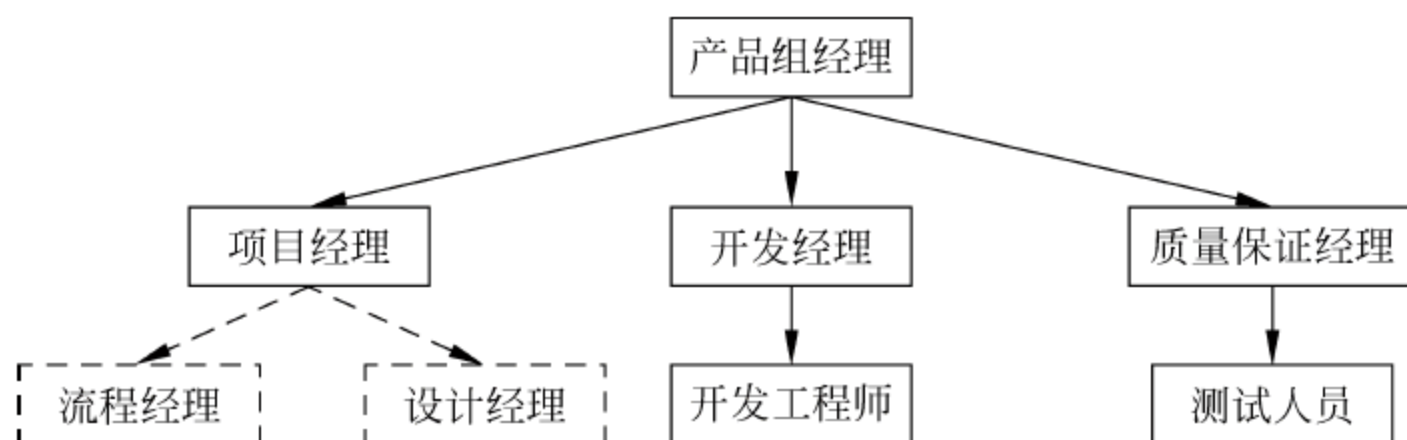 产品组经理
项目经理
开发经理
质量保证经理
流程经理
设计经理
开发工程师
测试人员